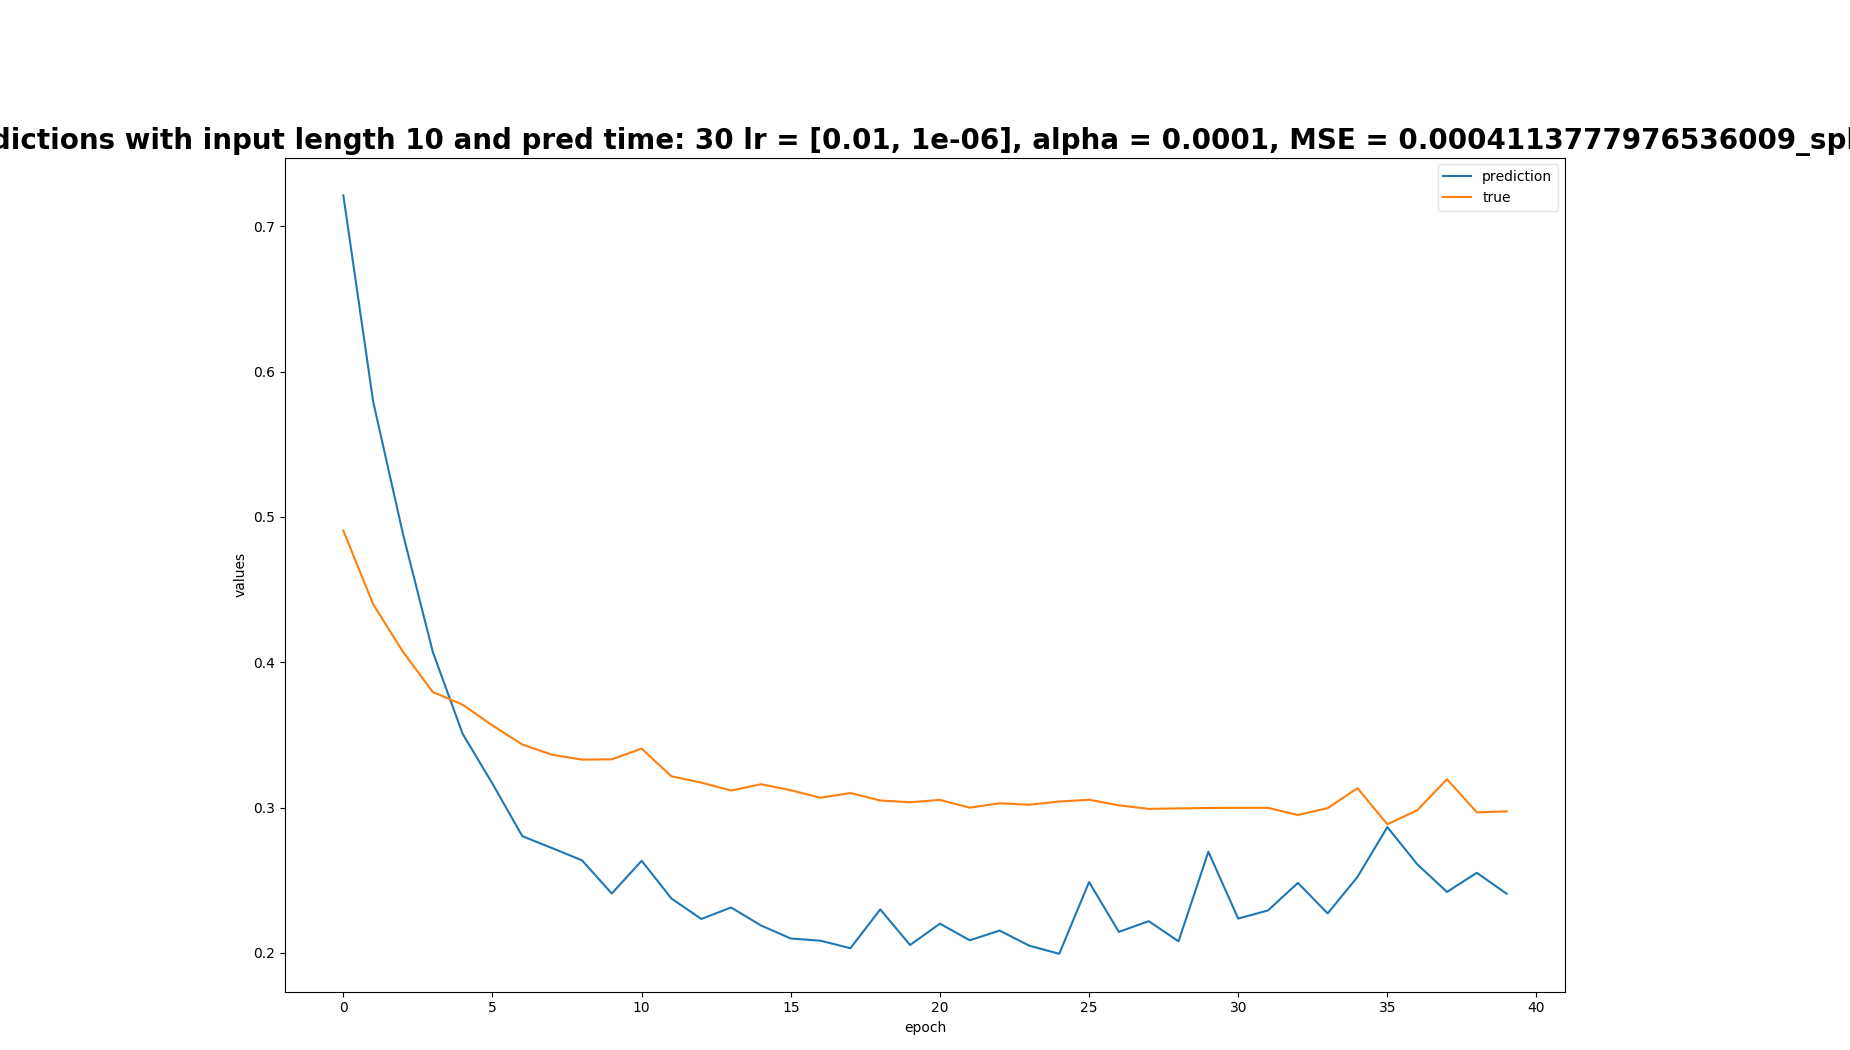 dictions with input length 10 and pred time: 30 lr = [0.01, 1e-06], alpha = 0.0001, MSE = 0.0004113777976536009_spl
prediction
true
0.7
0.6
0.5
0.4
0.3
0.2
values
0 5 10 15 20 25 30 35 40
epoch